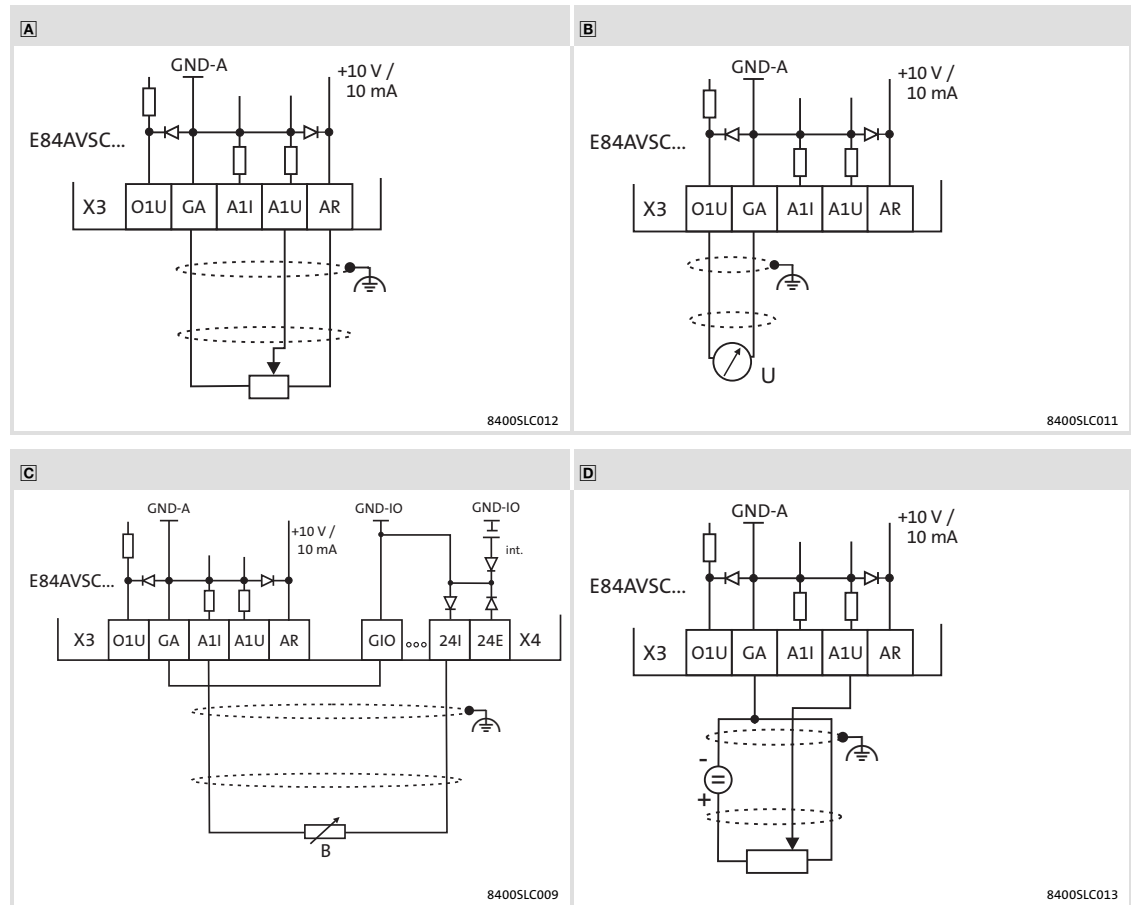 A
GND-A
+10 V /
10 mA
E84AVSC...
X3 O1U GA A1I A1U AR
8400SLC012
B
GND-A
+10 V /
10 mA
E84AVSC...
X3 O1U GA A1I A1U AR
U
8400SLC011
C
GND-A GND-IO GND-IO
+10 V /
10 mA
int.
E84AVSC...
X3 O1U GA A1I A1U AR GIO 24I 24E X4
B
8400SLC009
D
GND-A
+10 V /
10 mA
E84AVSC...
X3 O1U GA A1I A1U AR
-
+
8400SLC013